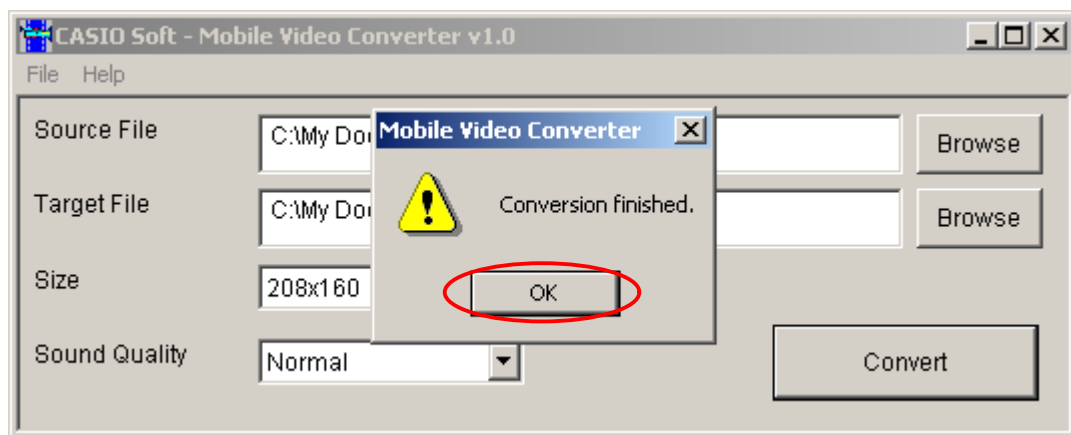 CASIO Soft - Mobile Video Converter v1.0
File Help
Source File
C:\My Do
Browse
Target File
C:\My Do
Browse
Size
208x160
Sound Quality
Normal
Convert
Mobile Video Converter
Conversion finished.
OK